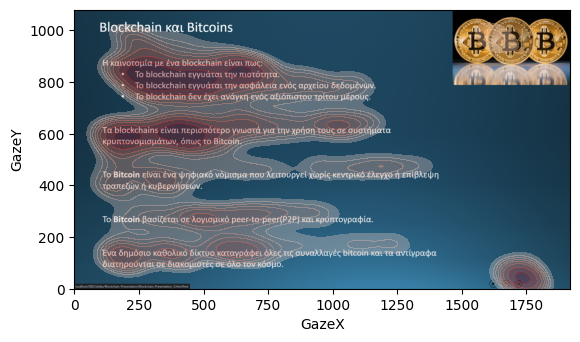 Blockchain και Bitcoins
Η καινοτομία με ένα blockchain είναι πως:
• Το blockchain εγγυάται την πιστότητα.
• Το blockchain εγγυάται την ασφάλεια ενός αρχείου δεδομένων.
• Το blockchain δεν έχει ανάγκη ενός αξιόπιστου τρίτου μέρους.
Τα blockchains είναι περισσότερο γνωστά για την χρήση τους σε συστήματα
κρυπτονομισμάτων, όπως το Bitcoin.
Το Bitcoin είναι ένα ψηφιακό νόμισμα που λειτουργεί χωρίς κεντρικό έλεγχο ή επίβλεψη
τραπεζών ή κυβερνήσεων.
Το Bitcoin βασίζεται σε λογισμικό peer-to-peer(P2P) και κρυπτογραφία.
Ένα δημόσιο καθολικό δίκτυο καταγράφει όλες τις συναλλαγές bitcoin και τα αντίγραφα
διατηρούνται σε διακομιστές σε όλο τον κόσμο.
GazeY
1000
800
600
400
200
0
0 250 500 750 1000 1250 1500 1750
GazeX